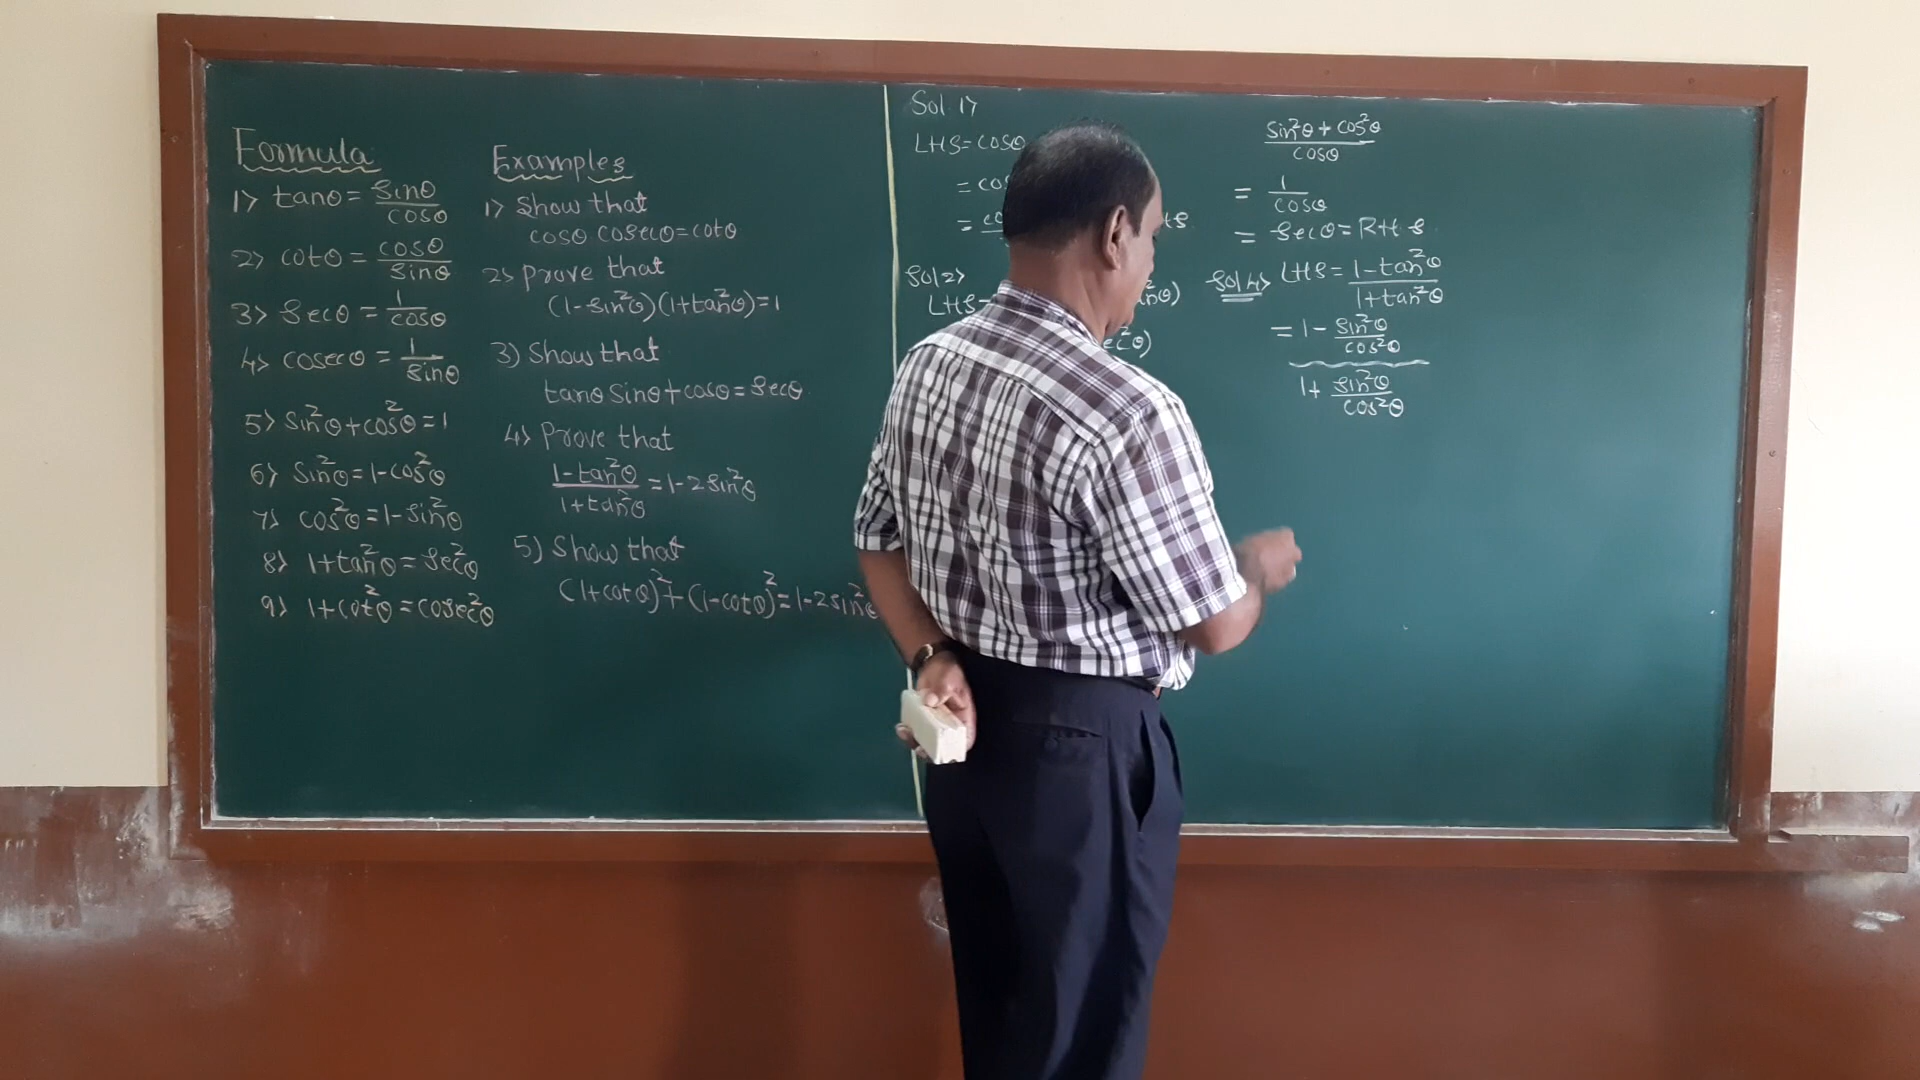 Formula
1) tanθ = sinθ/cosθ
2) cotθ = cosθ/sinθ
3) secθ = 1/cosθ
4) cosecθ = 1/sinθ
5) sin²θ+cos²θ=1
6) sin²θ=1-cos²θ
7) cos²θ=1-sin²θ
8) 1+tan²θ=sec²θ
9) 1+cot²θ=cosec²θ
Examples
1) Show that
cosθ cosecθ=cotθ
2) Prove that
(1-sin²θ)(1+tan²θ)=1
3) Show that
tanθ sinθ+cosθ=secθ
4) Prove that
1-tan²θ/1+tan²θ = 1-2sin²θ
5) Show that
(1+cotθ)²+(1-cotθ)²=1-2sin²θ
Sol 1)
LHS=cosθ
= cos
=
Sol 2)
LHS=
sin²θ+cos²θ/cosθ
= 1/cosθ
= secθ=RHS
Sol 4) LHS= 1-tan²θ/1+tan²θ
= 1- sin²θ/cos²θ
1+ sin²θ/cos²θ